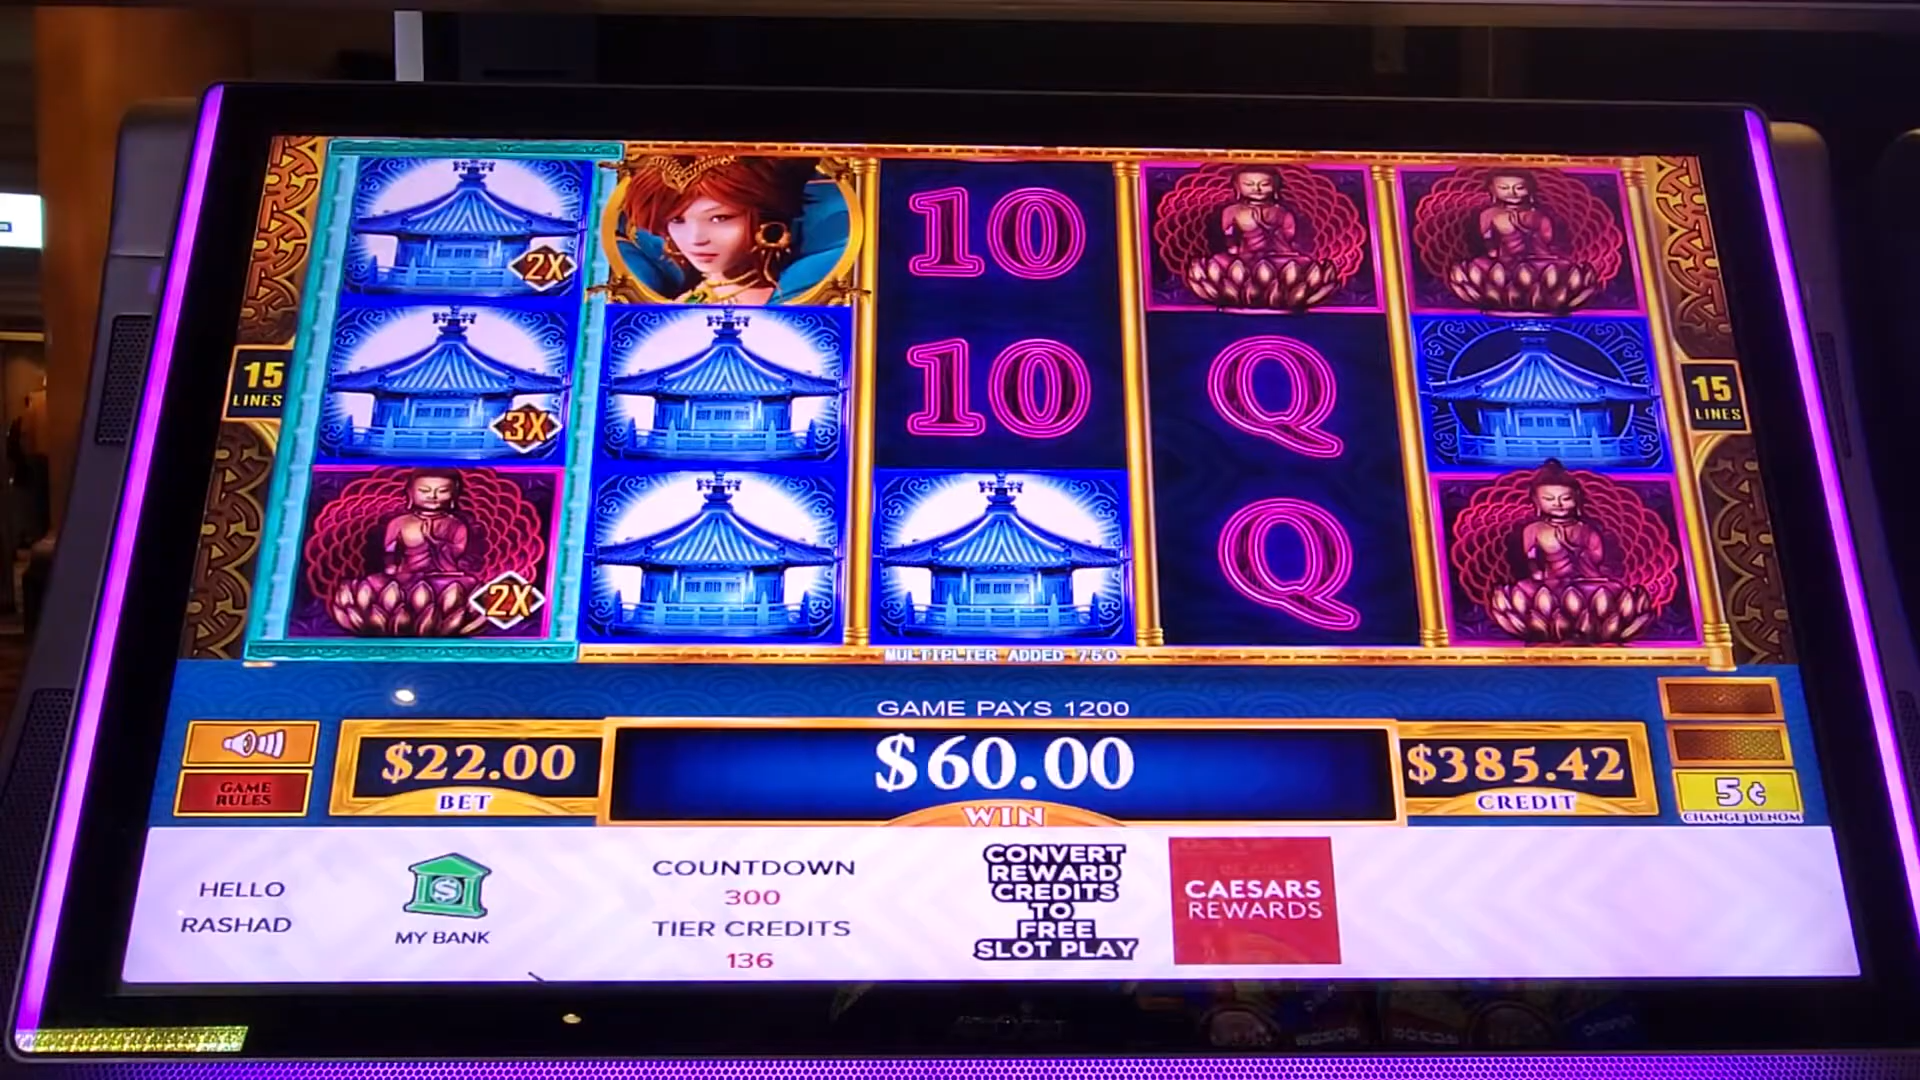 2X
10
10
15
LINES
3X
Q
15
LINES
2X
Q
MULTIPLIER ADDED 750
GAME PAYS 1200
$22.00
BET
$60.00
WIN
$385.42
CREDIT
GAME
RULES
5¢
CHANGE DENOM
HELLO
RASHAD
MY BANK
COUNTDOWN
300
TIER CREDITS
136
CONVERT
REWARD
CREDITS
TO
FREE
SLOT PLAY
CAESARS
REWARDS